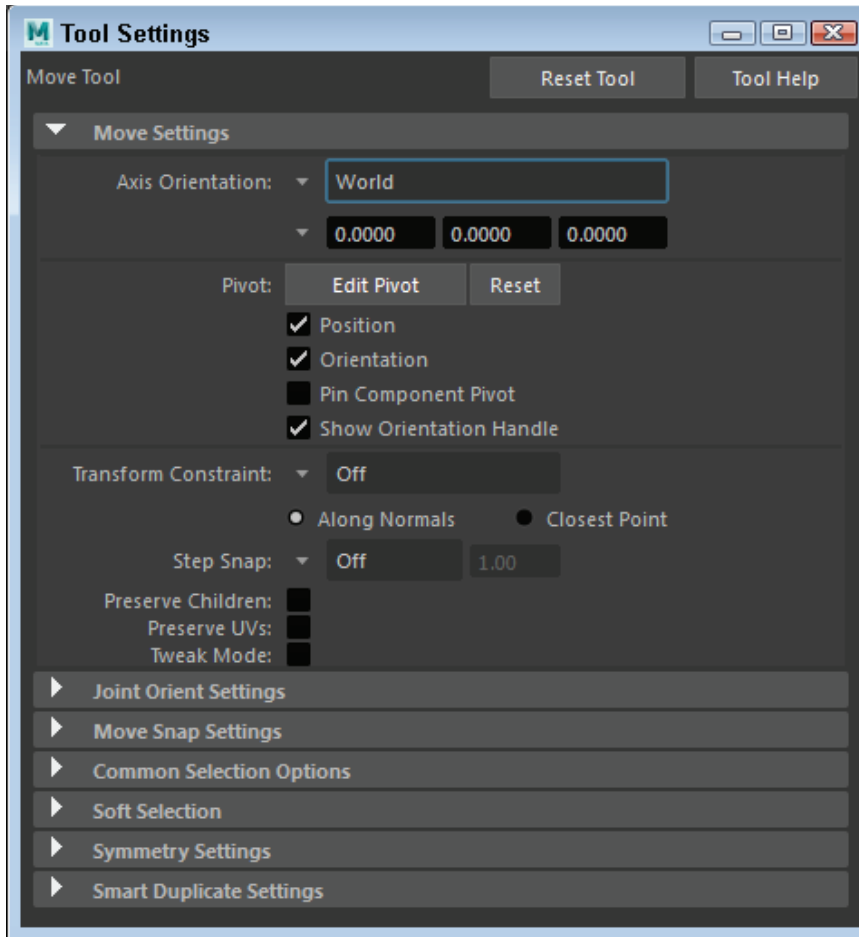 Tool Settings
Move Tool Reset Tool Tool Help
Move Settings
Axis Orientation: World
0.0000 0.0000 0.0000
Pivot: Edit Pivot Reset
Position
Orientation
Pin Component Pivot
Show Orientation Handle
Transform Constraint: Off
Along Normals Closest Point
Step Snap: Off 1.00
Preserve Children:
Preserve UVs:
Tweak Mode:
Joint Orient Settings
Move Snap Settings
Common Selection Options
Soft Selection
Symmetry Settings
Smart Duplicate Settings